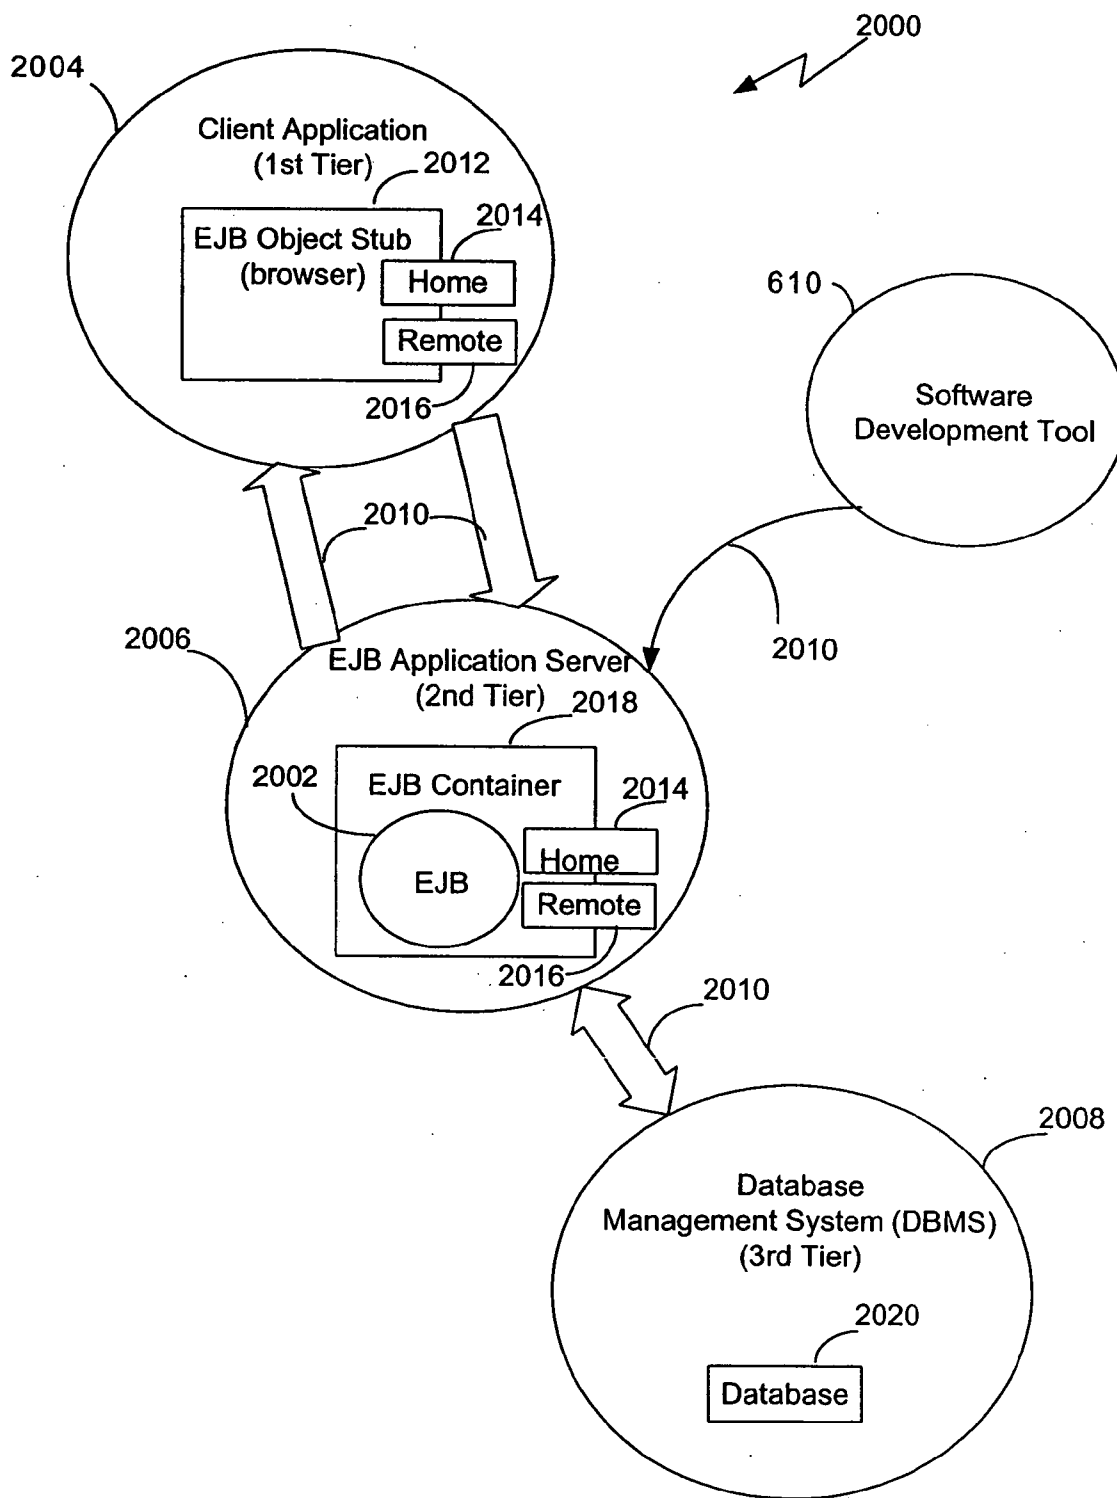 2000
2004
Client Application
(1st Tier)
2012
2014
EJB Object Stub
(browser)
Home
Remote
2016
610
Software
Development Tool
2010
2010
2006
EJB Application Server
(2nd Tier)
2018
2002
EJB Container
2014
Home
EJB
Remote
2016
2010
2008
Database
Management System (DBMS)
(3rd Tier)
2020
Database